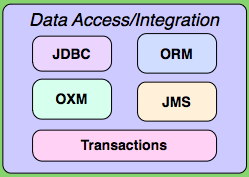 Data Access/Integration
JDBC
ORM
OXM
JMS
Transactions